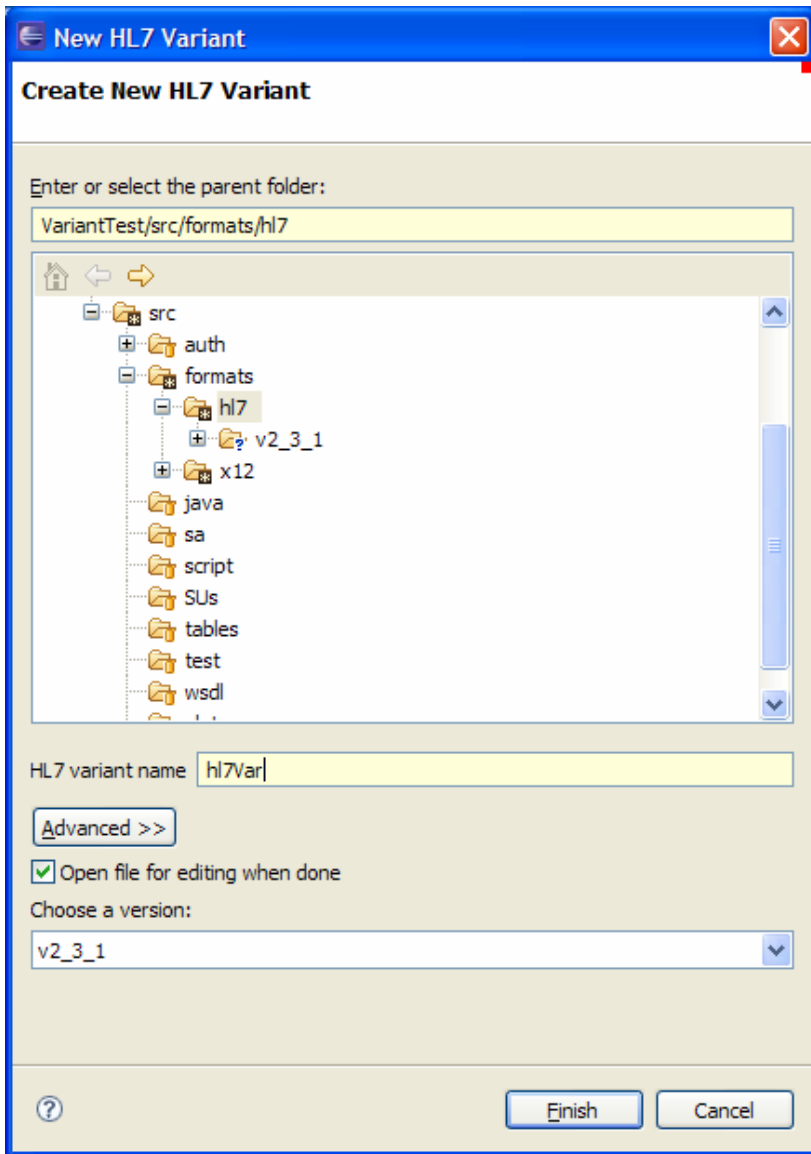 New HL7 Variant
Create New HL7 Variant
Enter or select the parent folder:
VariantTest/src/formats/hl7
src
auth
formats
hl7
v2_3_1
x12
java
sa
script
SUs
tables
test
wsdl
HL7 variant name hl7Var
Advanced >>
Open file for editing when done
Choose a version:
v2_3_1
Finish Cancel